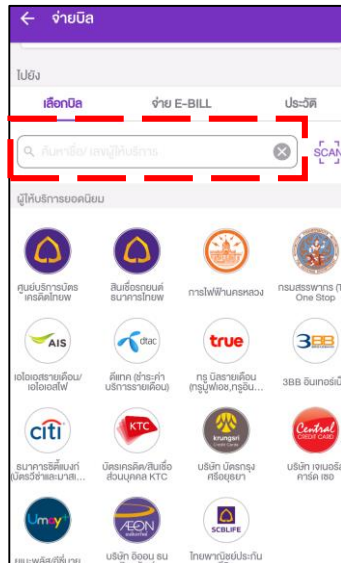 จ่ายบิล
ไปยัง
เลือกบิล
จ่าย E-BILL
ประวัติ
ค้นหาชื่อ/ เลขผู้ให้บริการ
SCAN
ผู้ให้บริการยอดนิยม
ศูนย์บริการบัตร
เครดิตไทยพ
สินเชื่อรถยนต์
ธนาคารไทยพ
การไฟฟ้านครหลวง
กรมสรรพากร (T
One Stop
AIS
dtac
true
3BB
เอไอเอสรายเดือน/
เอไอเอสไฟ
ดีแทค (ชำระค่า
บริการรายเดือน)
ทรู บิลรายเดือน
(ทรูมูฟเอช,ทรูอิน...
3BB อินเทอร์เน็
citi
KTC
krungsri
Credit Cards
Central
CREDIT CARD
ธนาคารซิตี้แบงก์
(บัตรวีซ่าและมาสเ...
บัตรเครดิต/สินเชื่อ
ส่วนบุคคล KTC
บริษัท บัตรกรุง
ศรีอยุธยา
บริษัท เจเนอรัล
คาร์ด เซอ
Umay+
AEON
SCBLIFE
บริษัท อิออน ธน
ไทยพาณิชย์ประกัน